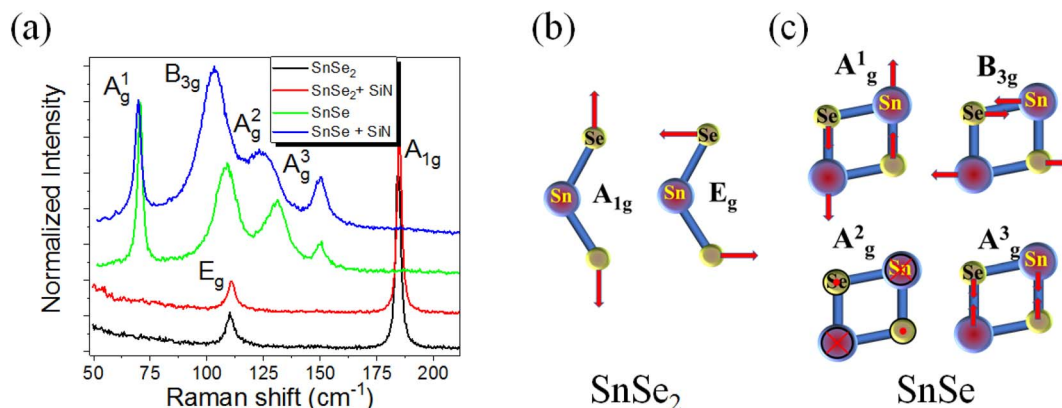 (a)
Normalized Intensity
A¹g
B₃g
A²g
A³g
A₁g
Eg
SnSe₂
SnSe₂+ SiN
SnSe
SnSe + SiN
50 75 100 125 150 175 200
Raman shift (cm⁻¹)
(b)
Se
Sn
A₁g
Se
Sn
Eg
SnSe₂
(c)
A¹g
Se
Sn
B₃g
Se
Sn
A²g
Se
Sn
A³g
Se
Sn
SnSe